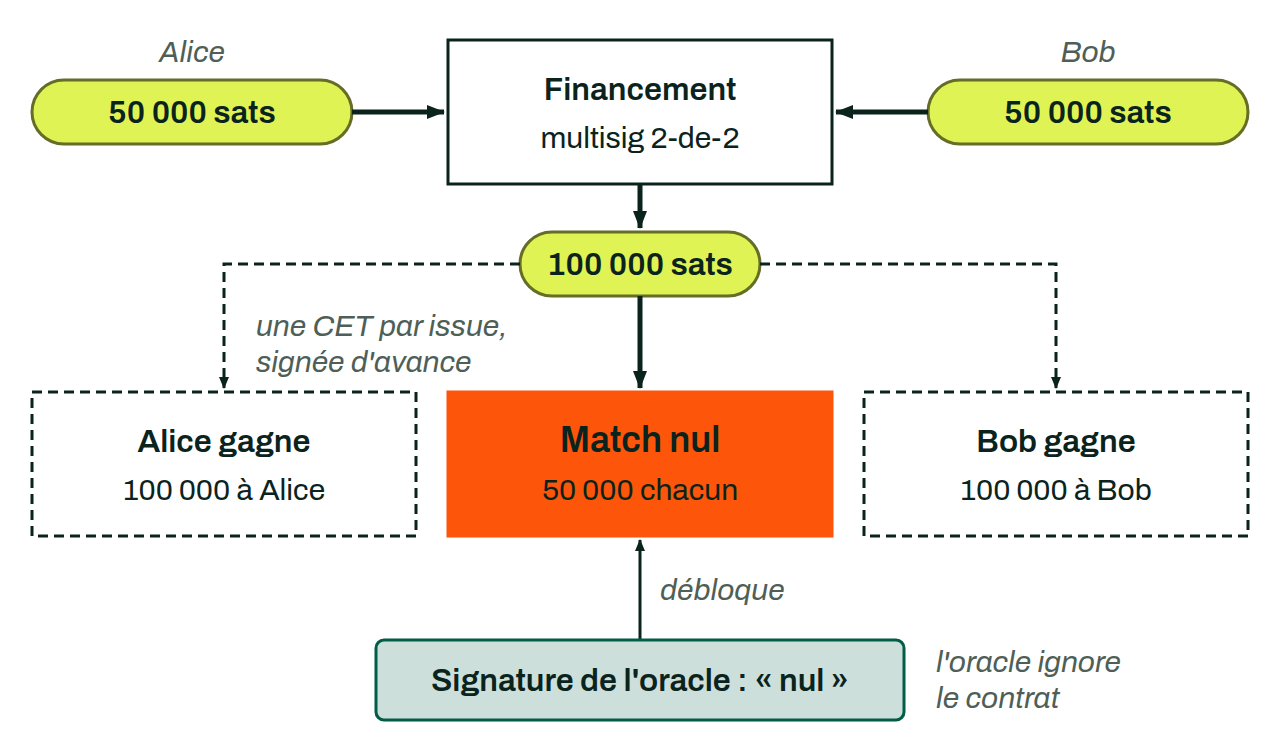 Alice
Bob
50 000 sats
Financement
multisig 2-de-2
50 000 sats
100 000 sats
une CET par issue,
signée d'avance
Alice gagne
100 000 à Alice
Match nul
50 000 chacun
Bob gagne
100 000 à Bob
débloque
Signature de l'oracle : « nul »
l'oracle ignore
le contrat